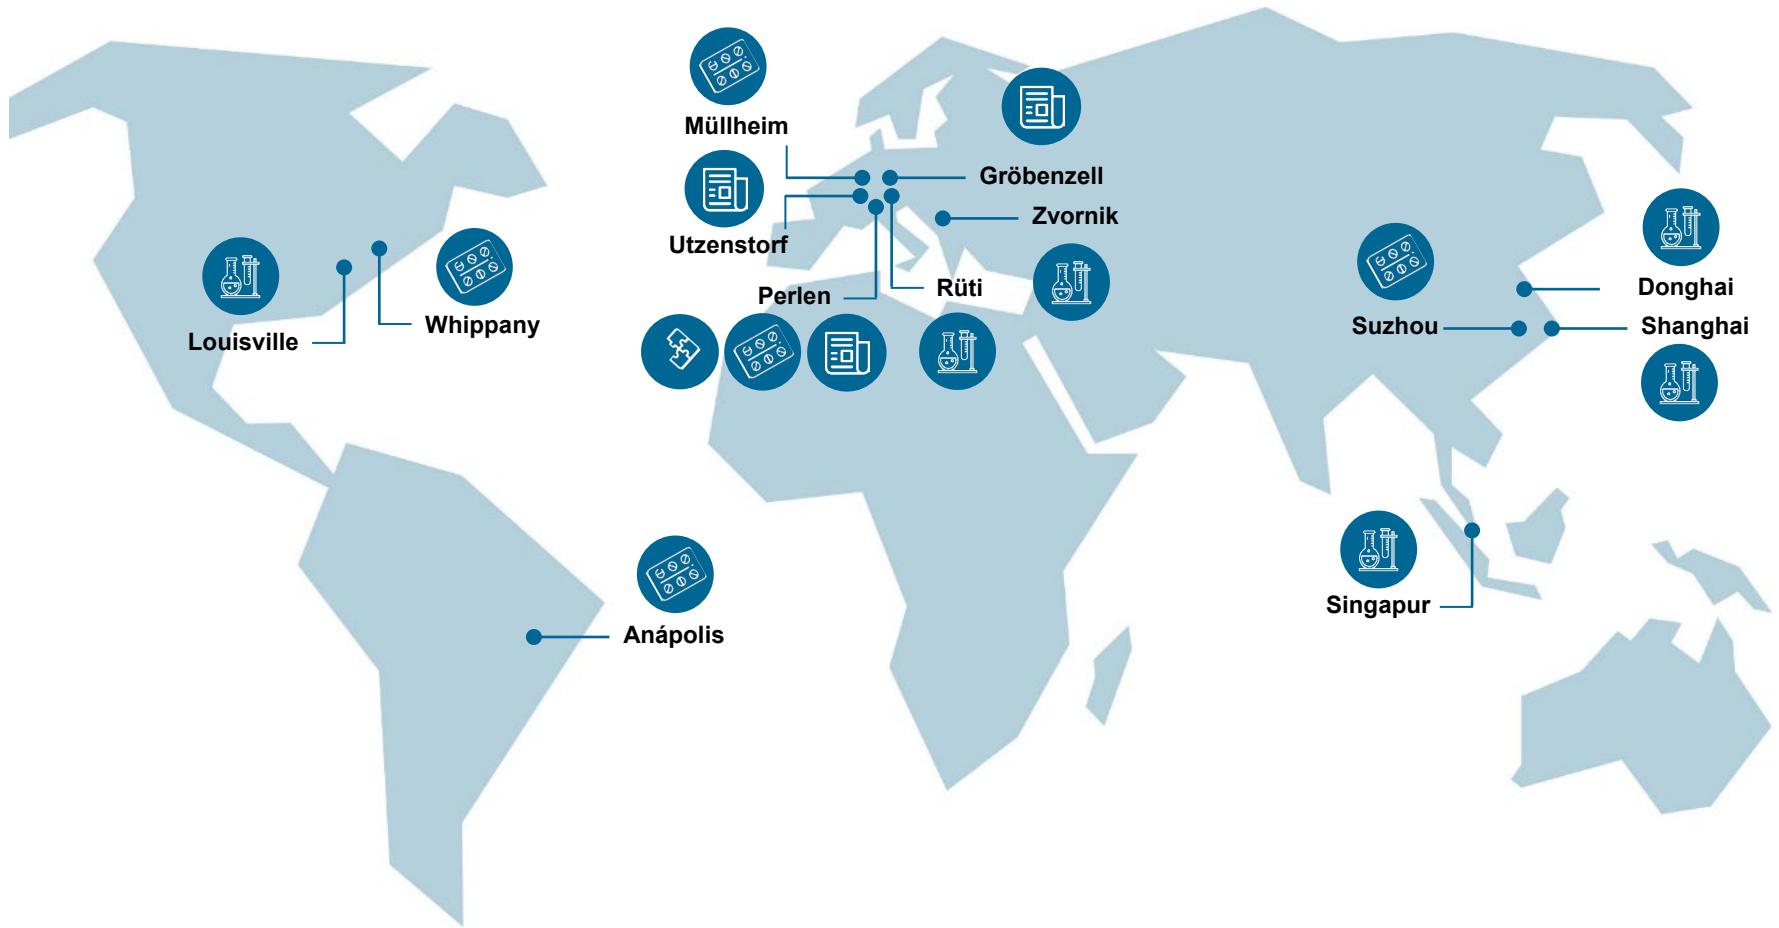 Müllheim
Gröbenzell
Zvornik
Utzenstorf
Perlen
Rüti
Louisville
Whippany
Donghai
Suzhou
Shanghai
Singapur
Anápolis